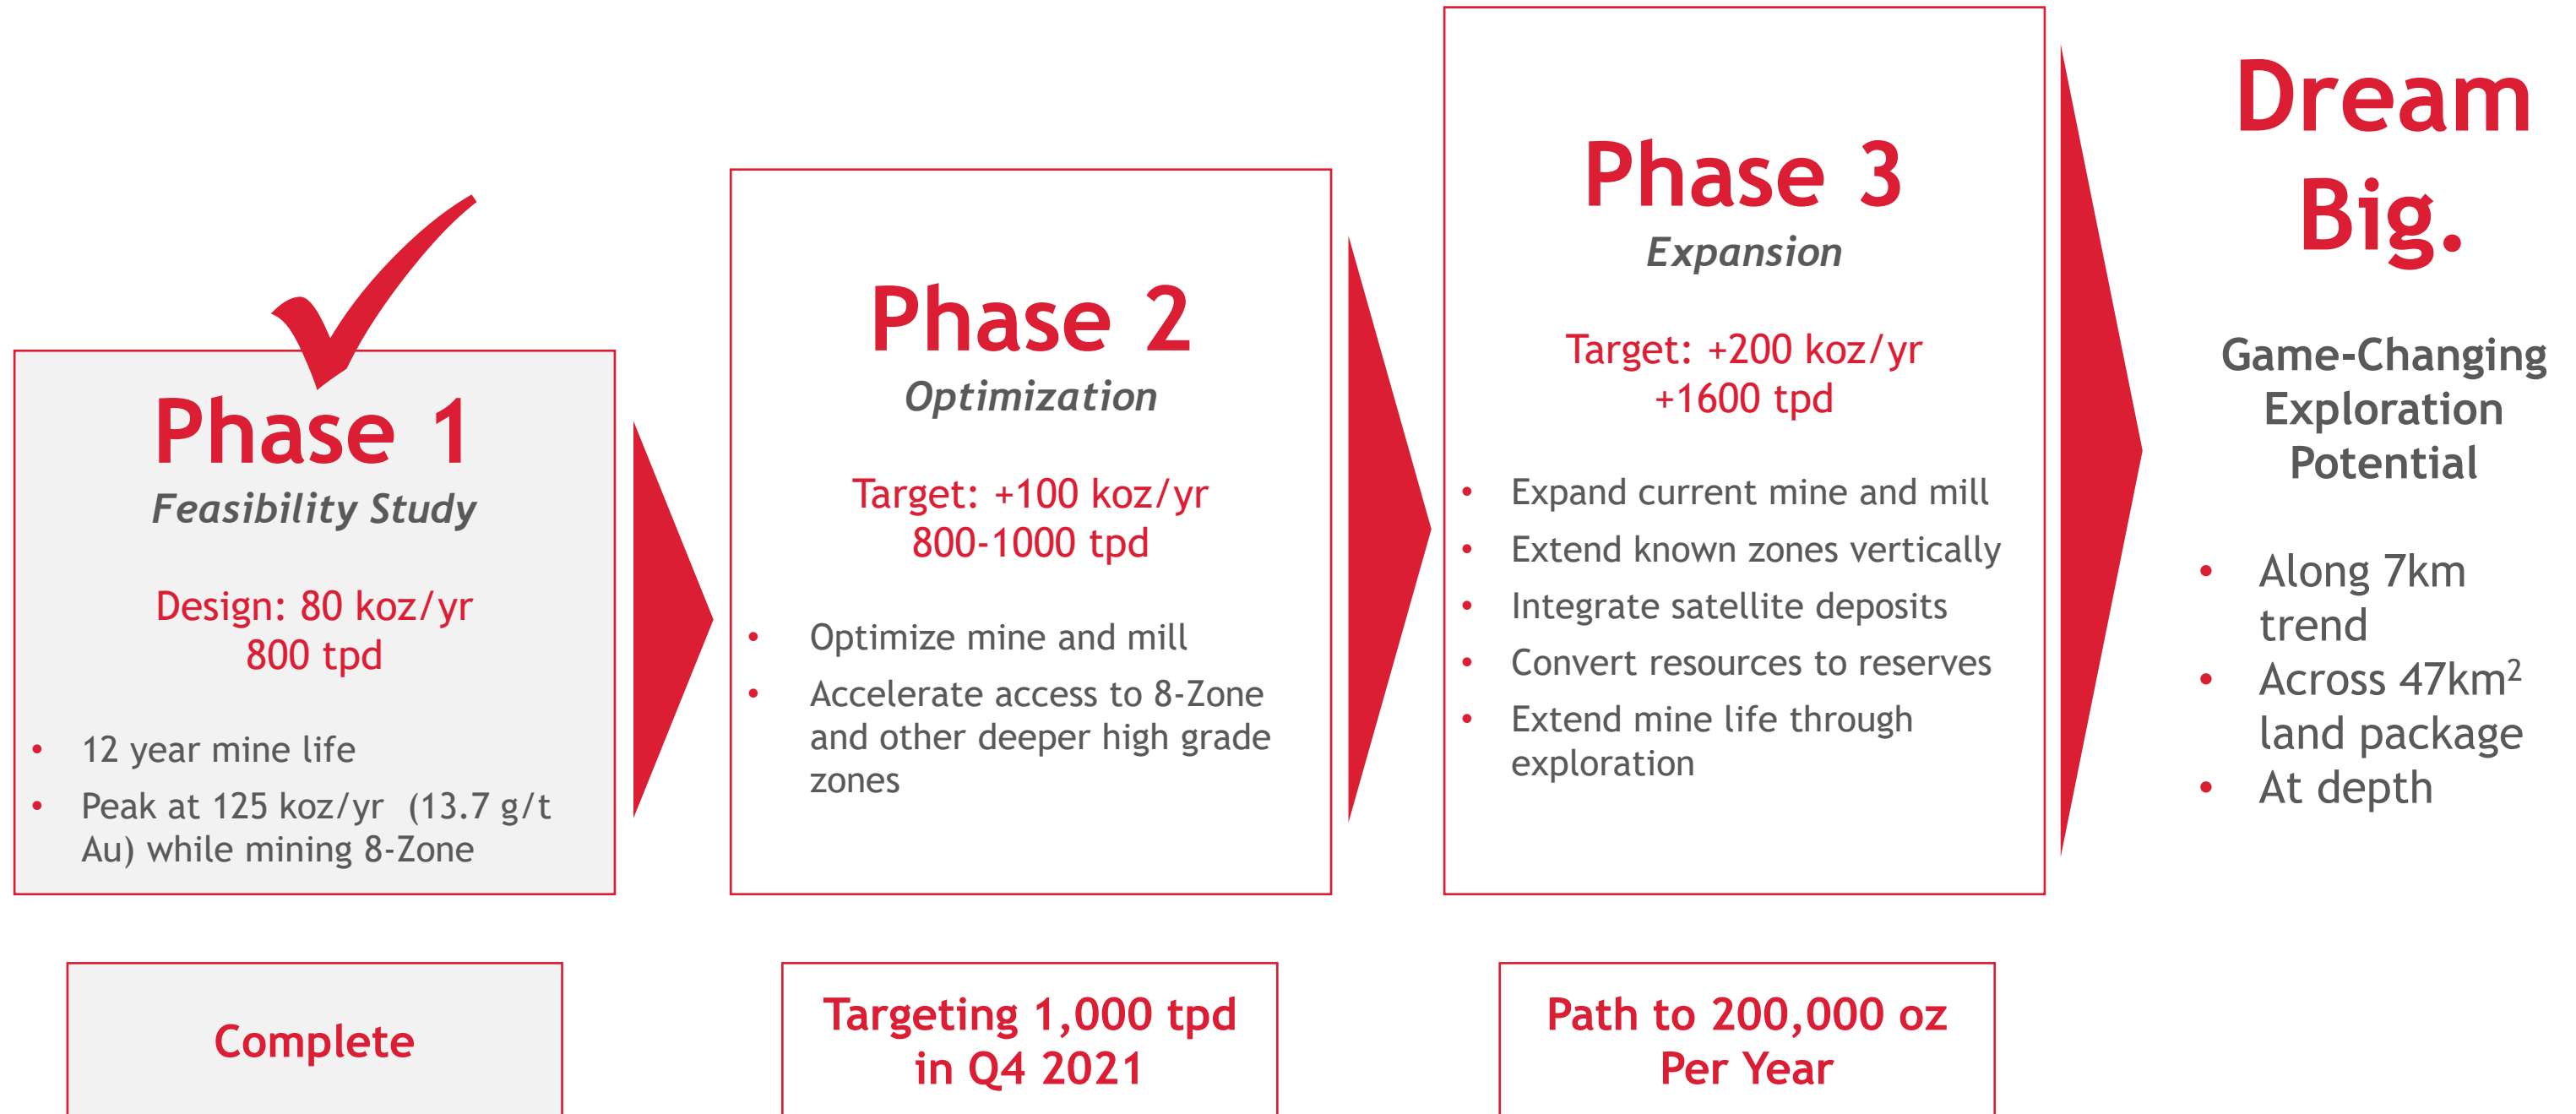 Phase 1
Feasibility Study
Design: 80 koz/yr
800 tpd
• 12 year mine life
• Peak at 125 koz/yr (13.7 g/t
Au) while mining 8-Zone
Complete
Phase 2
Optimization
Target: +100 koz/yr
800-1000 tpd
• Optimize mine and mill
• Accelerate access to 8-Zone
and other deeper high grade
zones
Targeting 1,000 tpd
in Q4 2021
Phase 3
Expansion
Target: +200 koz/yr
+1600 tpd
• Expand current mine and mill
• Extend known zones vertically
• Integrate satellite deposits
• Convert resources to reserves
• Extend mine life through
exploration
Path to 200,000 oz
Per Year
Dream
Big.
Game-Changing
Exploration
Potential
• Along 7km
trend
• Across 47km²
land package
• At depth